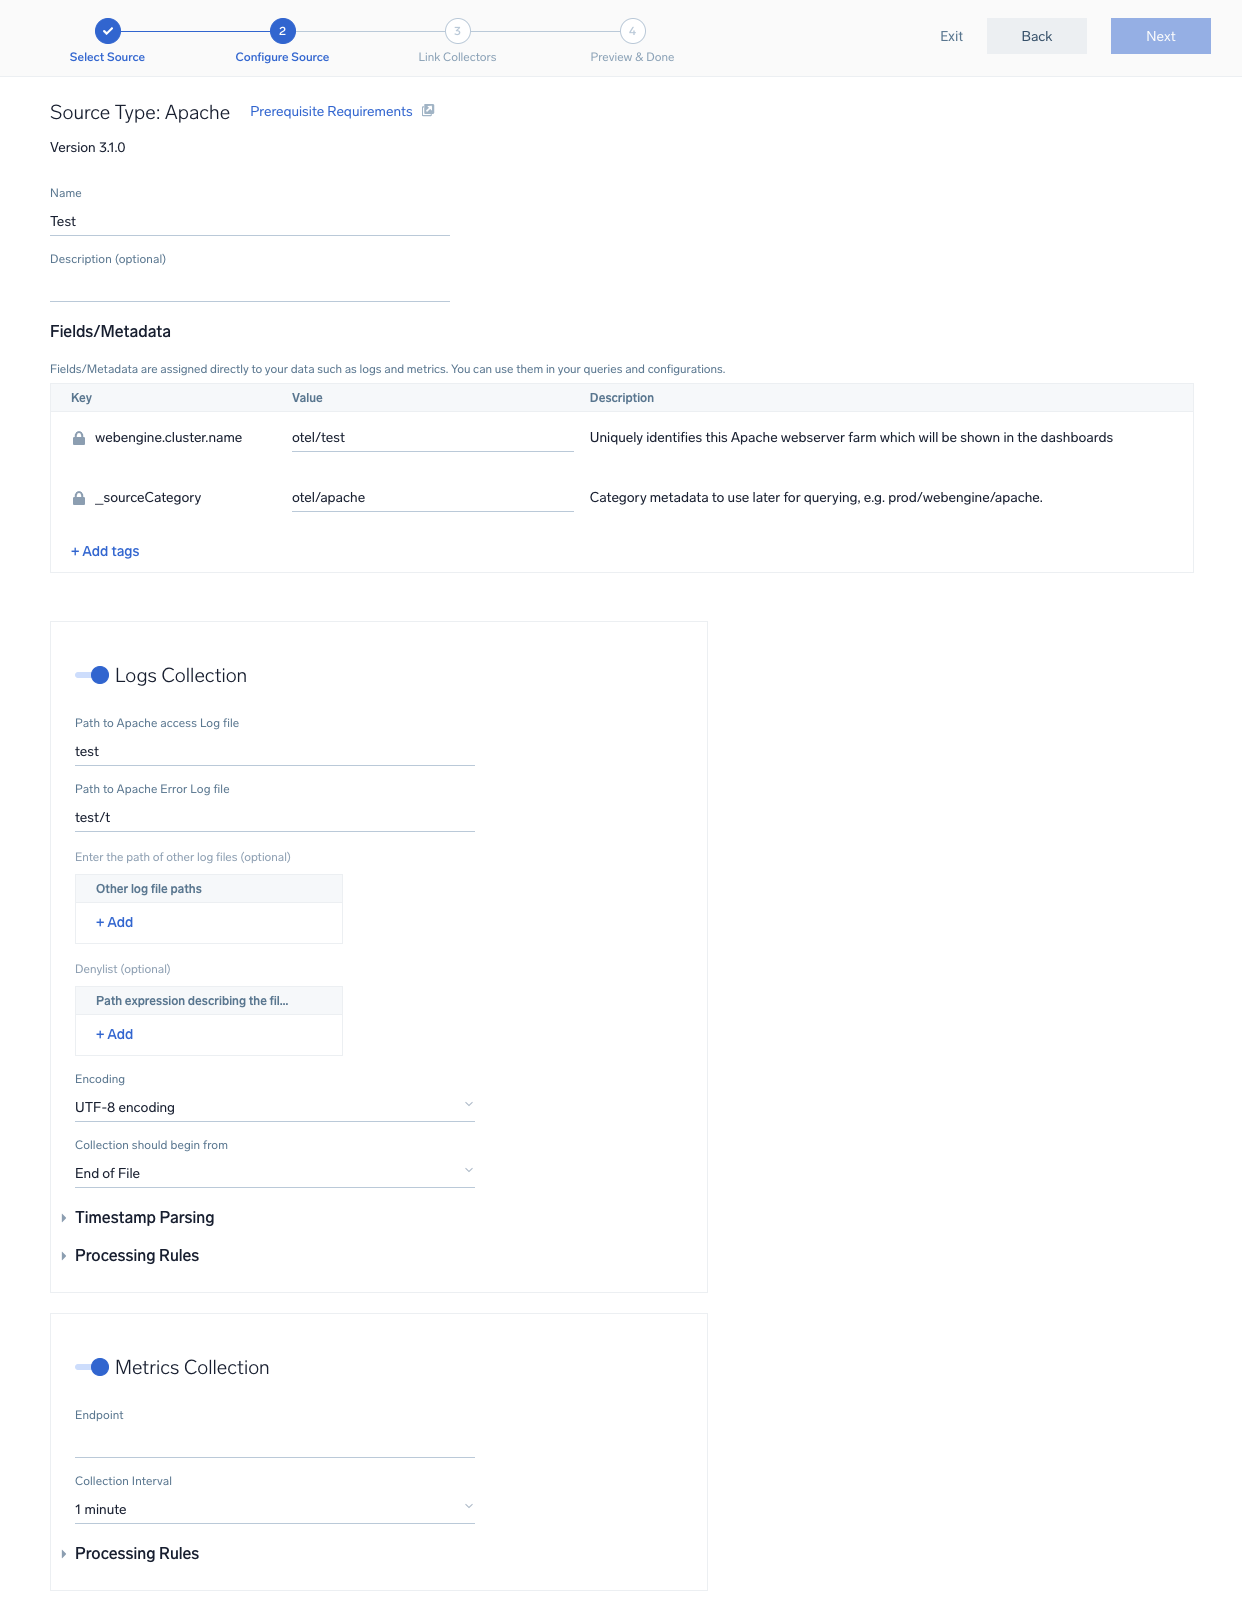 2 3 4
Select Source Configure Source Link Collectors Preview & Done
Exit Back Next
Source Type: Apache Prerequisite Requirements
Version 3.1.0
Name
Test
Description (optional)
Fields/Metadata
Fields/Metadata are assigned directly to your data such as logs and metrics. You can use them in your queries and configurations.
Key Value Description
webengine.cluster.name otel/test Uniquely identifies this Apache webserver farm which will be shown in the dashboards
_sourceCategory otel/apache Category metadata to use later for querying, e.g. prod/webengine/apache.
+ Add tags
Logs Collection
Path to Apache access Log file
test
Path to Apache Error Log file
test/t
Enter the path of other log files (optional)
Other log file paths
+ Add
Denylist (optional)
Path expression describing the fil...
+ Add
Encoding
UTF-8 encoding
Collection should begin from
End of File
Timestamp Parsing
Processing Rules
Metrics Collection
Endpoint
Collection Interval
1 minute
Processing Rules